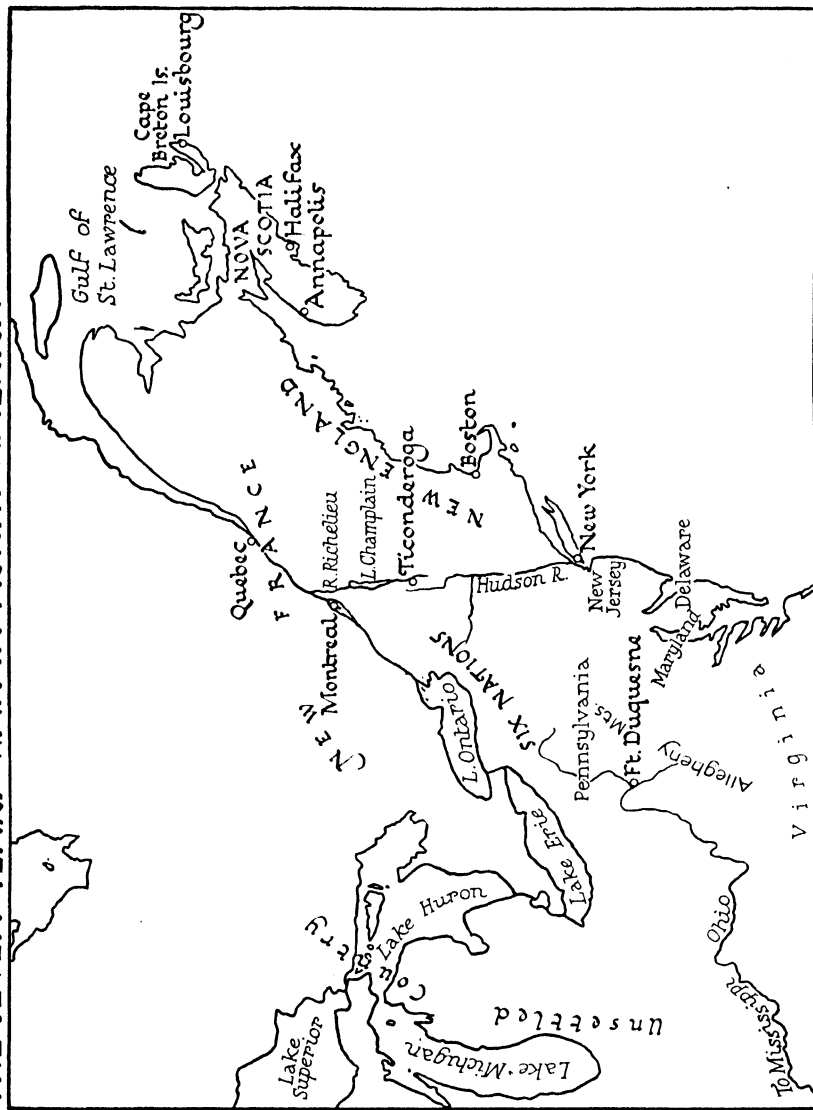 Gulf of
St. Lawrence
Cape
Breton Is.
Louisbourg
NOVA
SCOTIA
Halifax
Annapolis
Quebec
(NEW FRANCE
Montreal
R. Richelieu
L. Champlain
Ticonderoga
NEW ENGLAND
Boston
New York
Hudson R.
New
Jersey
Delaware
Maryland
SIX NATIONS
L. Ontario
Lake Erie
Pennsylvania
Mts.
Ft. Duquesne
Allegheny
Virginia
Lake Huron
Lake
Superior
Lake Michigan
Unsettled Country
Ohio
To Mississippi